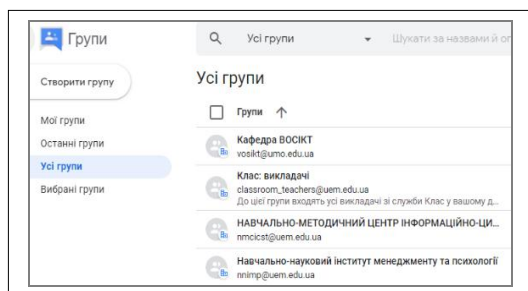 Групи
Усі групи
Шукати за назвами й оп
Створити групу
Мої групи
Останні групи
Усі групи
Вибрані групи
Усі групи
Групи
Кафедра ВОСІКТ
vosikt@umo.edu.ua
Клас: викладачі
classroom_teachers@uem.edu.ua
До цієї групи входять усі викладачі зі служби Клас у вашому д...
НАВЧАЛЬНО-МЕТОДИЧНИЙ ЦЕНТР ІНФОРМАЦІЙНО-ЦИ...
nmcicst@uem.edu.ua
Навчально-науковий інститут менеджменту та психології
nnimp@uem.edu.ua